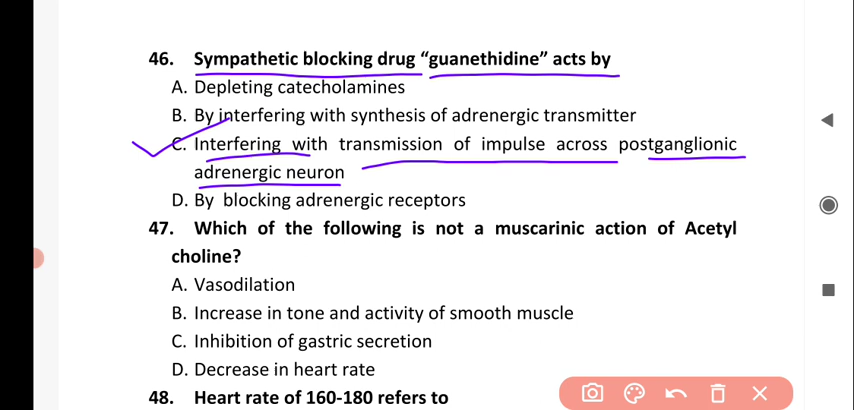 46. Sympathetic blocking drug “guanethidine” acts by
A. Depleting catecholamines
B. By interfering with synthesis of adrenergic transmitter
C. Interfering with transmission of impulse across postganglionic
adrenergic neuron
D. By blocking adrenergic receptors
47. Which of the following is not a muscarinic action of Acetyl
choline?
A. Vasodilation
B. Increase in tone and activity of smooth muscle
C. Inhibition of gastric secretion
D. Decrease in heart rate
48. Heart rate of 160-180 refers to